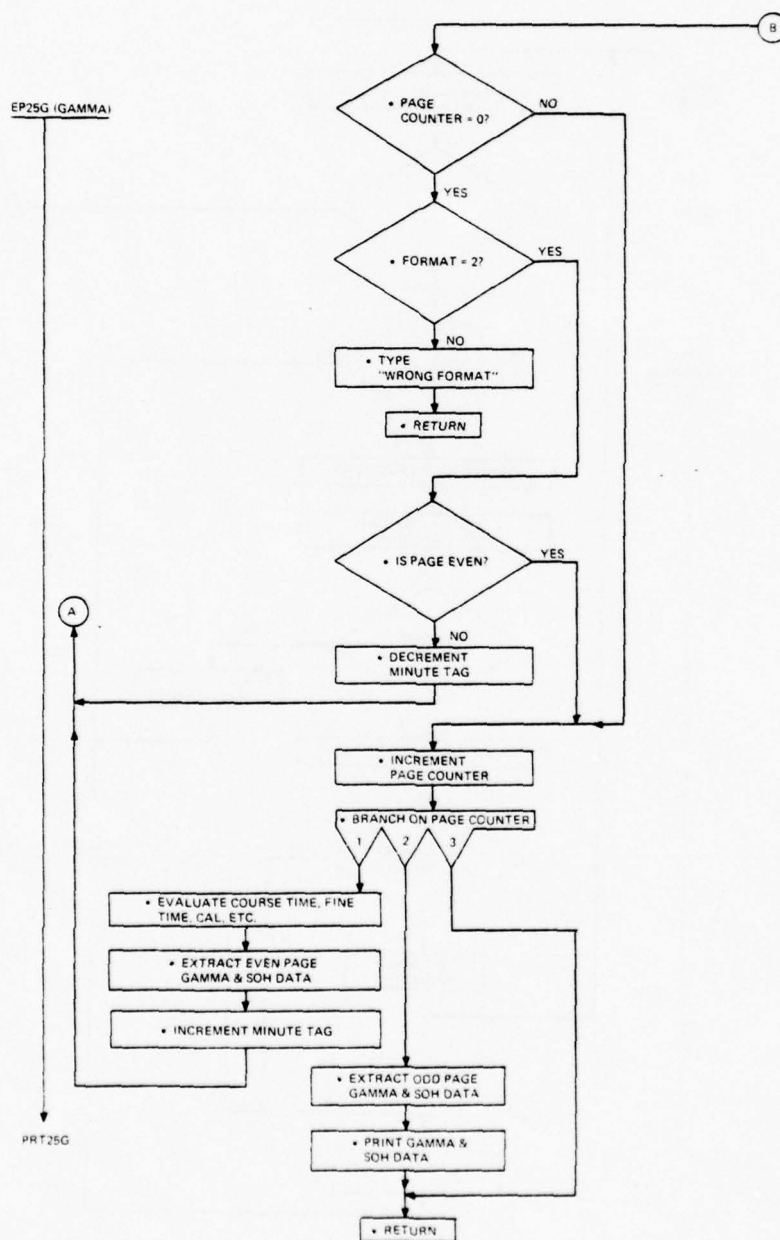 B
EP25G (GAMMA)
• PAGE
COUNTER = 0?
NO
YES
• FORMAT = 2?
YES
NO
• TYPE
"WRONG FORMAT"
• RETURN
• IS PAGE EVEN?
YES
A
NO
• DECREMENT
MINUTE TAG
• INCREMENT
PAGE COUNTER
• BRANCH ON PAGE COUNTER
1
2
3
• EVALUATE COURSE TIME, FINE
TIME, CAL, ETC.
• EXTRACT EVEN PAGE
GAMMA & SOH DATA
• INCREMENT MINUTE TAG
• EXTRACT ODD PAGE
GAMMA & SOH DATA
PRT25G
• PRINT GAMMA &
SOH DATA
• RETURN